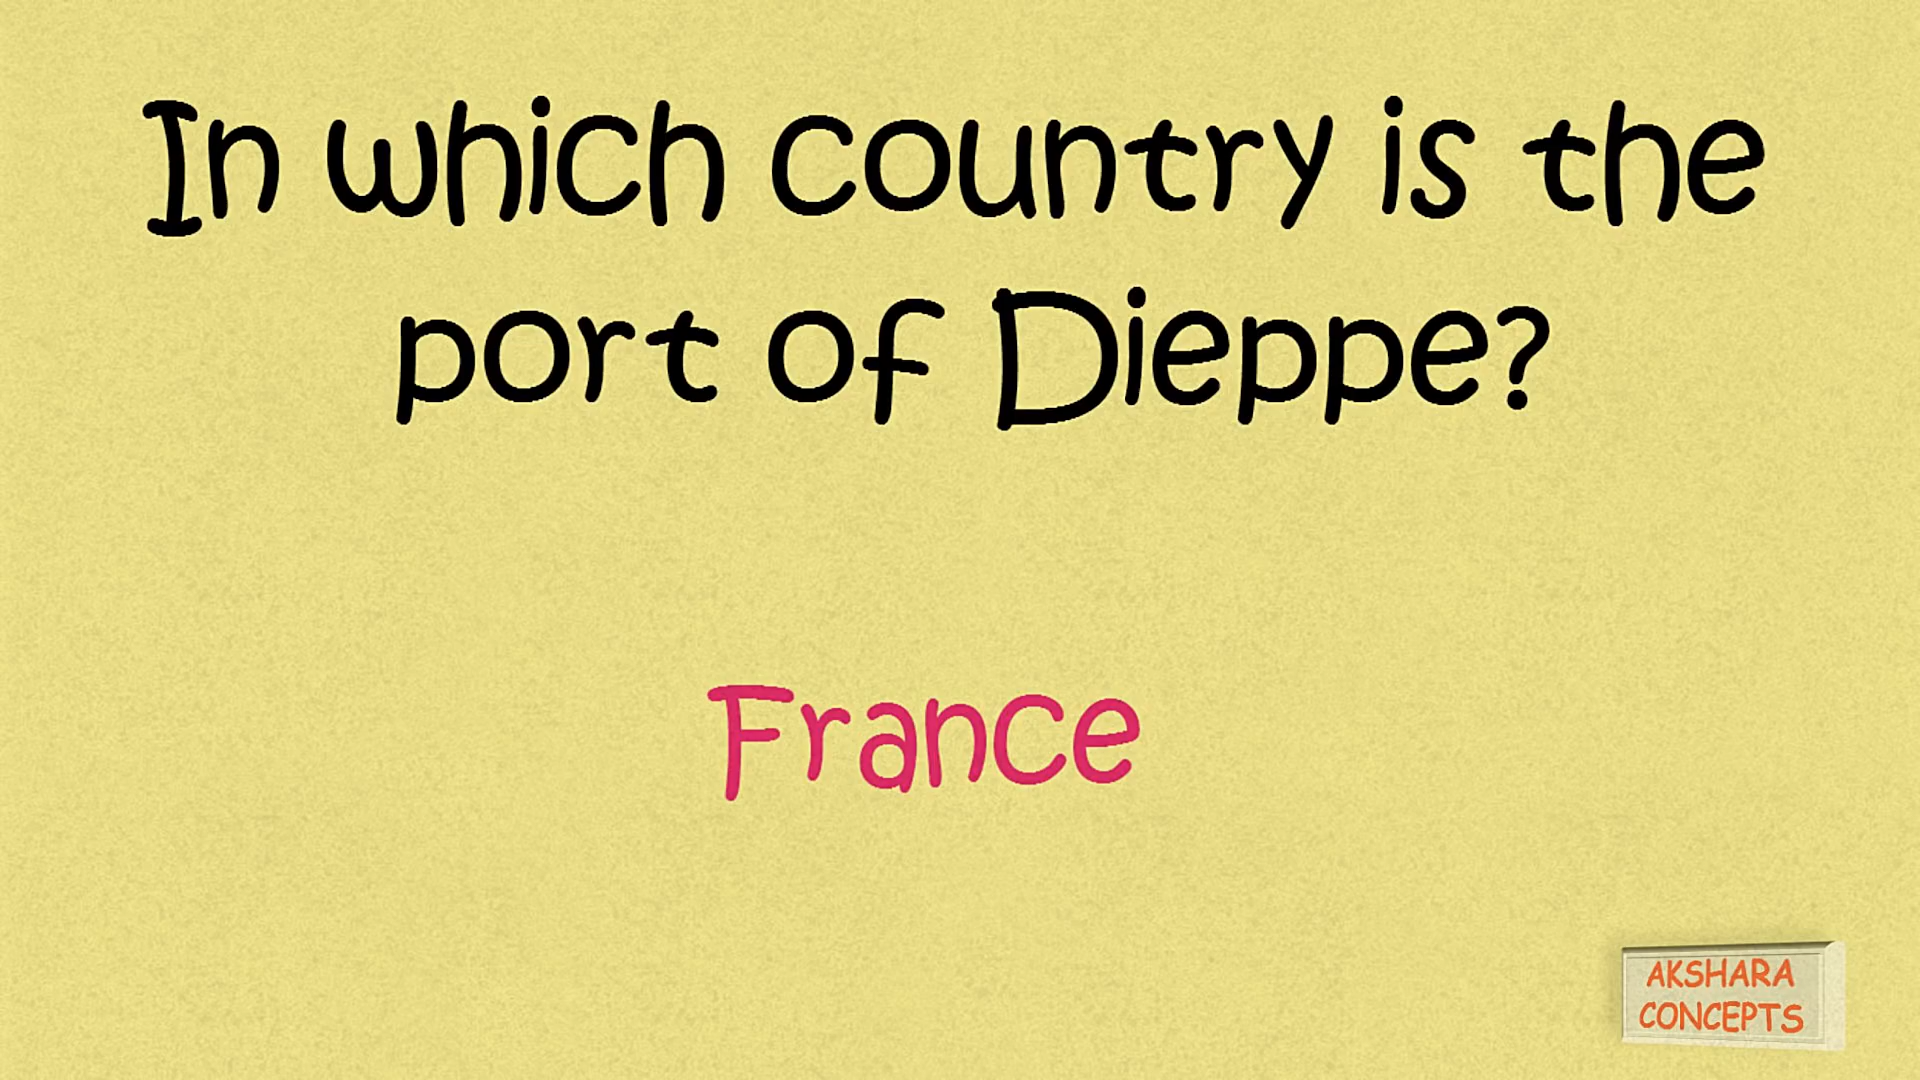 In which country is the
port of Dieppe?
France
AKSHARA
CONCEPTS